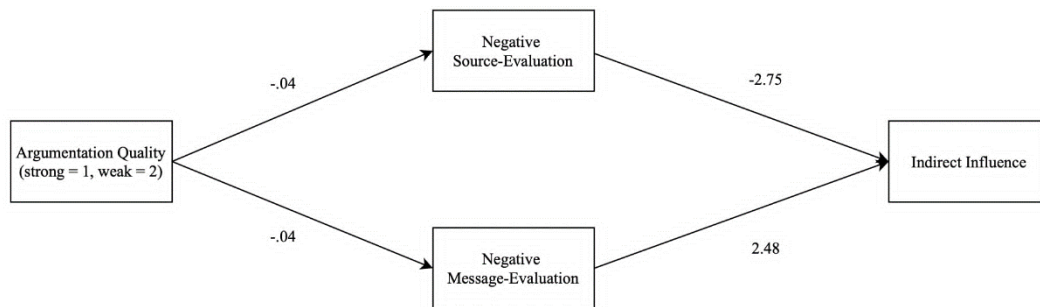 Negative
Source-Evaluation
-.04
-2.75
Argumentation Quality
(strong = 1, weak = 2)
Indirect Influence
-.04
2.48
Negative
Message-Evaluation